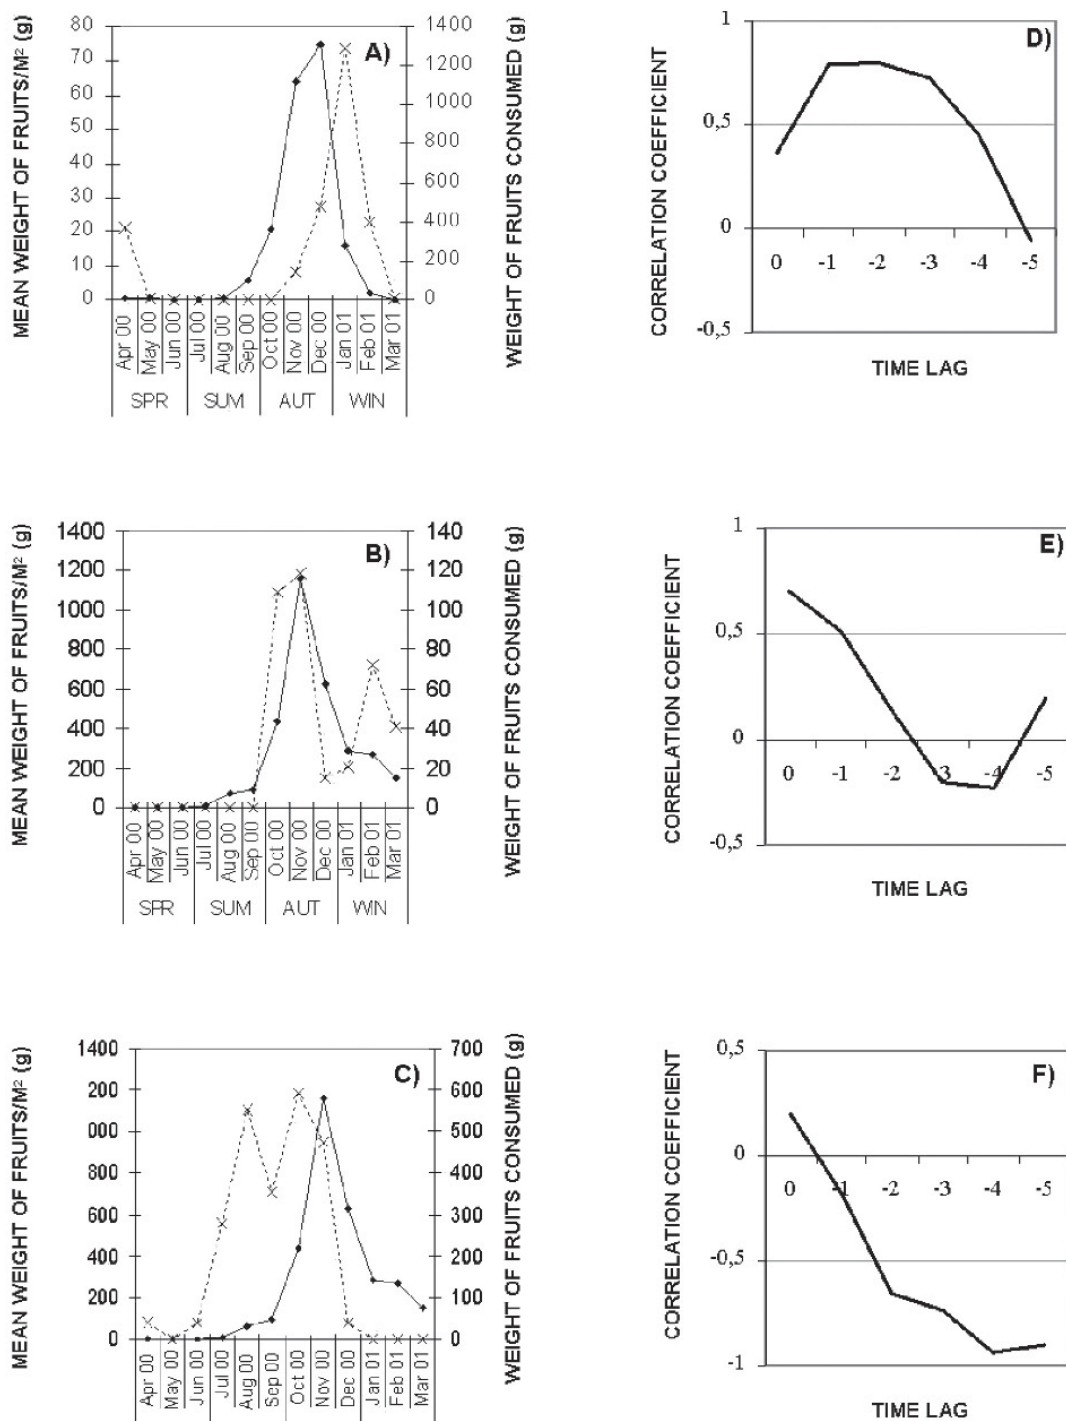 MEAN WEIGHT OF FRUITS/M² (g)
80
70
60
50
40
30
20
10
0
A)
1400
1200
1000
800
600
400
200
0
WEIGHT OF FRUITS CONSUMED (g)
Apr 00
May 00
Jun 00
Jul 00
Aug 00
Sep 00
Oct 00
Nov 00
Dec 00
Jan 01
Feb 01
Mar 01
SPR SUM AUT WIN
CORRELATION COEFFICIENT
1
0,5
0
-0,5
D)
0 -1 -2 -3 -4 -5
TIME LAG
MEAN WEIGHT OF FRUITS/M² (g)
1400
1200
1000
800
600
400
200
0
B)
140
120
100
80
60
40
20
0
WEIGHT OF FRUITS CONSUMED (g)
Apr 00
May 00
Jun 00
Jul 00
Aug 00
Sep 00
Oct 00
Nov 00
Dec 00
Jan 01
Feb 01
Mar 01
SPR SUM AUT WIN
CORRELATION COEFFICIENT
1
0,5
0
-0,5
E)
0 -1 -2 -3 -4 -5
TIME LAG
MEAN WEIGHT OF FRUITS/M² (g)
1400
200
000
800
600
400
200
0
C)
700
600
500
400
300
200
100
0
WEIGHT OF FRUITS CONSUMED (g)
Apr 00
May 00
Jun 00
Jul 00
Aug 00
Sep 00
Oct 00
Nov 00
Dec 00
Jan 01
Feb 01
Mar 01
CORRELATION COEFFICIENT
0,5
0
-0,5
-1
F)
0 -1 -2 -3 -4 -5
TIME LAG